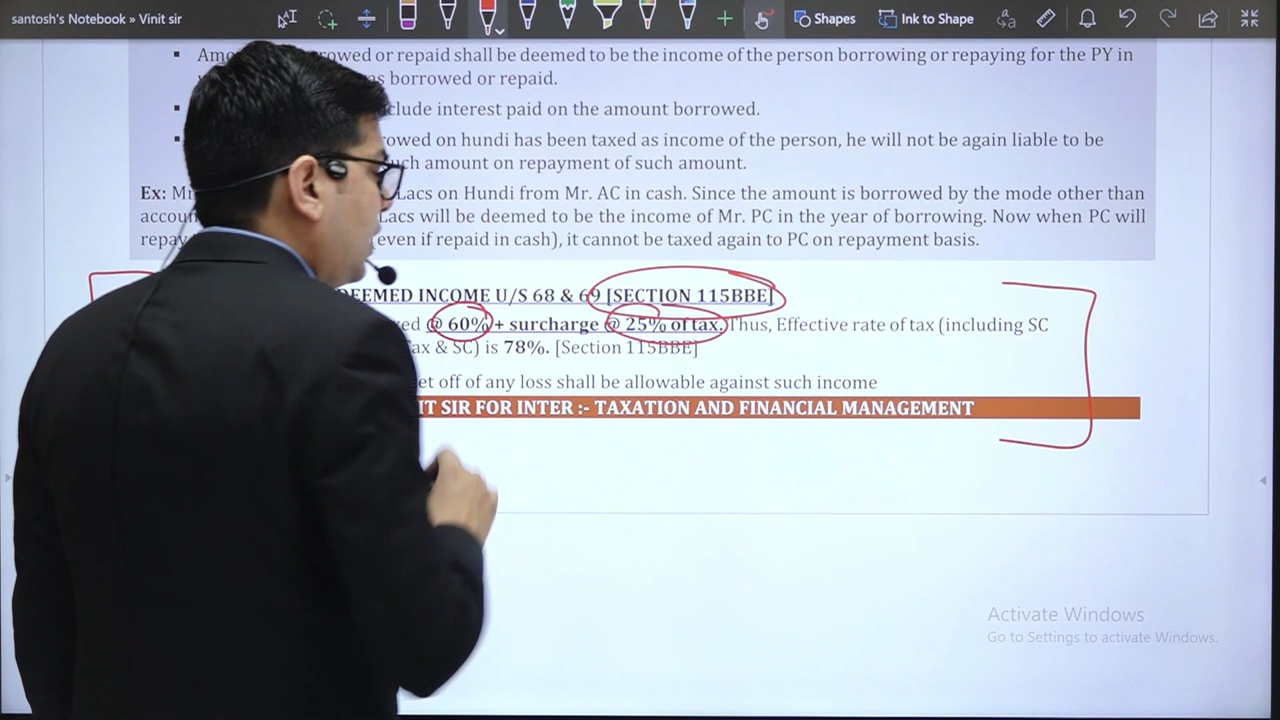 santosh's Notebook » Vinit sir
Shapes
Ink to Shape
owed or repaid shall be deemed to be the income of the person borrowing or repaying for the PY in
as borrowed or repaid.
clude interest paid on the amount borrowed.
owed on hundi has been taxed as income of the person, he will not be again liable to be
uch amount on repayment of such amount.
Ex: Mr Lacs on Hundi from Mr. AC in cash. Since the amount is borrowed by the mode other than
accoun Lacs will be deemed to be the income of Mr. PC in the year of borrowing. Now when PC will
repay (even if repaid in cash), it cannot be taxed again to PC on repayment basis.
EEMED INCOME U/S 68 & 69 [SECTION 115BBE]
ed @ 60% + surcharge @ 25% of tax. Thus, Effective rate of tax (including SC
ax & SC) is 78%. [Section 115BBE]
et off of any loss shall be allowable against such income
IT SIR FOR INTER :- TAXATION AND FINANCIAL MANAGEMENT
Activate Windows
Go to Settings to activate Windows.